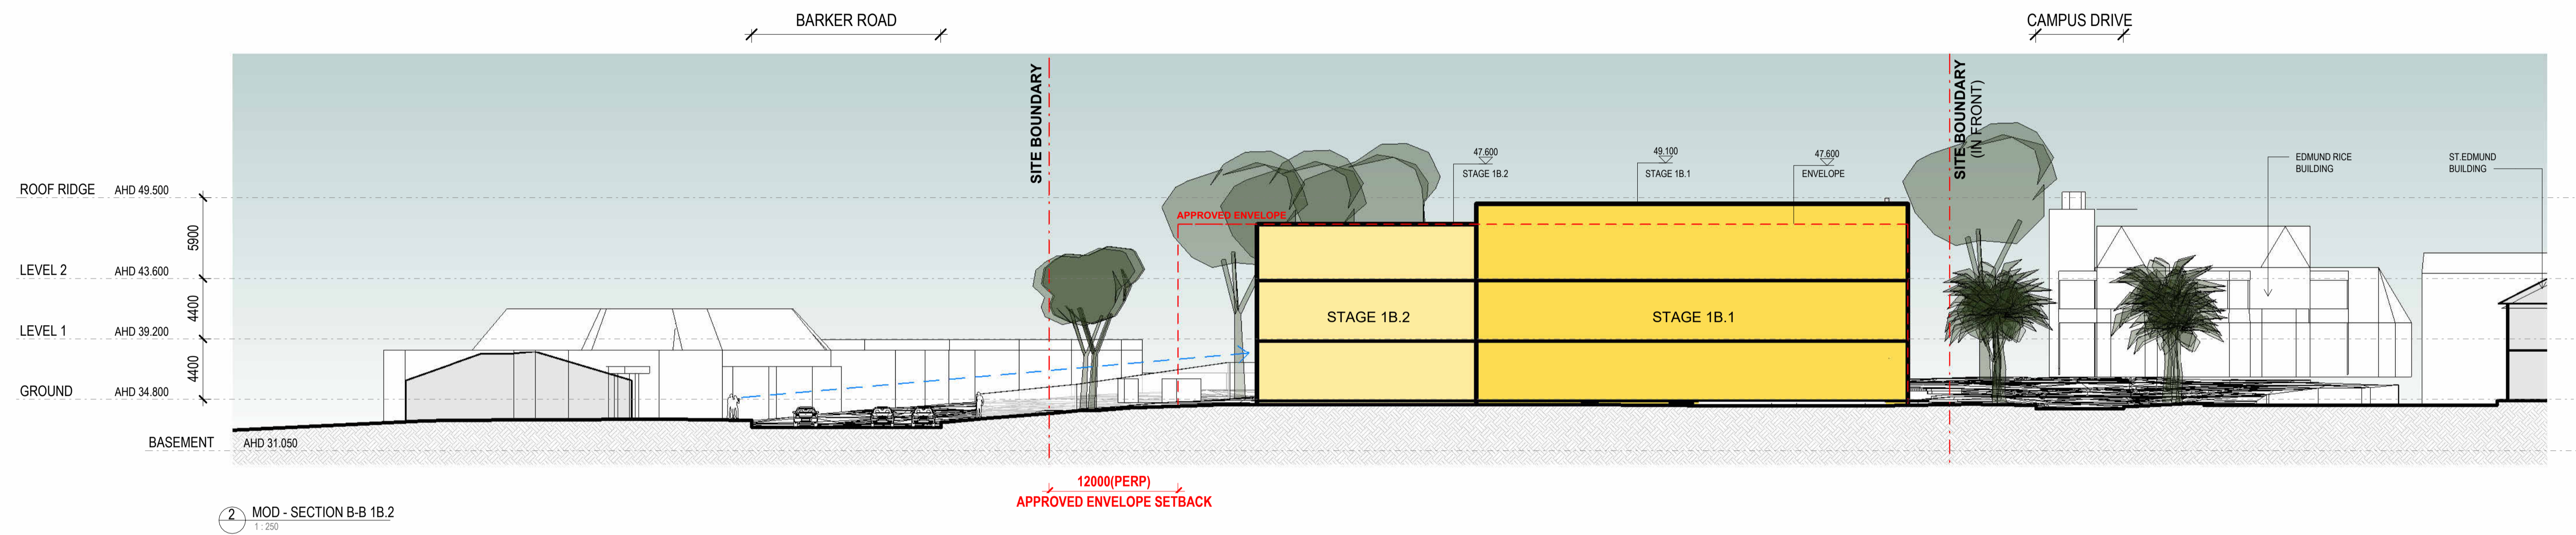 BARKER ROAD
CAMPUS DRIVE
SITE BOUNDARY
SITE BOUNDARY
(IN FRONT)
47.600
STAGE 1B.2
49.100
STAGE 1B.1
47.600
ENVELOPE
EDMUND RICE
BUILDING
ST.EDMUND
BUILDING
ROOF RIDGE AHD 49.500
APPROVED ENVELOPE
5900
LEVEL 2 AHD 43.600
4400
LEVEL 1 AHD 39.200
STAGE 1B.2
STAGE 1B.1
4400
GROUND AHD 34.800
BASEMENT AHD 31.050
12000(PERP)
APPROVED ENVELOPE SETBACK
2 MOD - SECTION B-B 1B.2
1 : 250